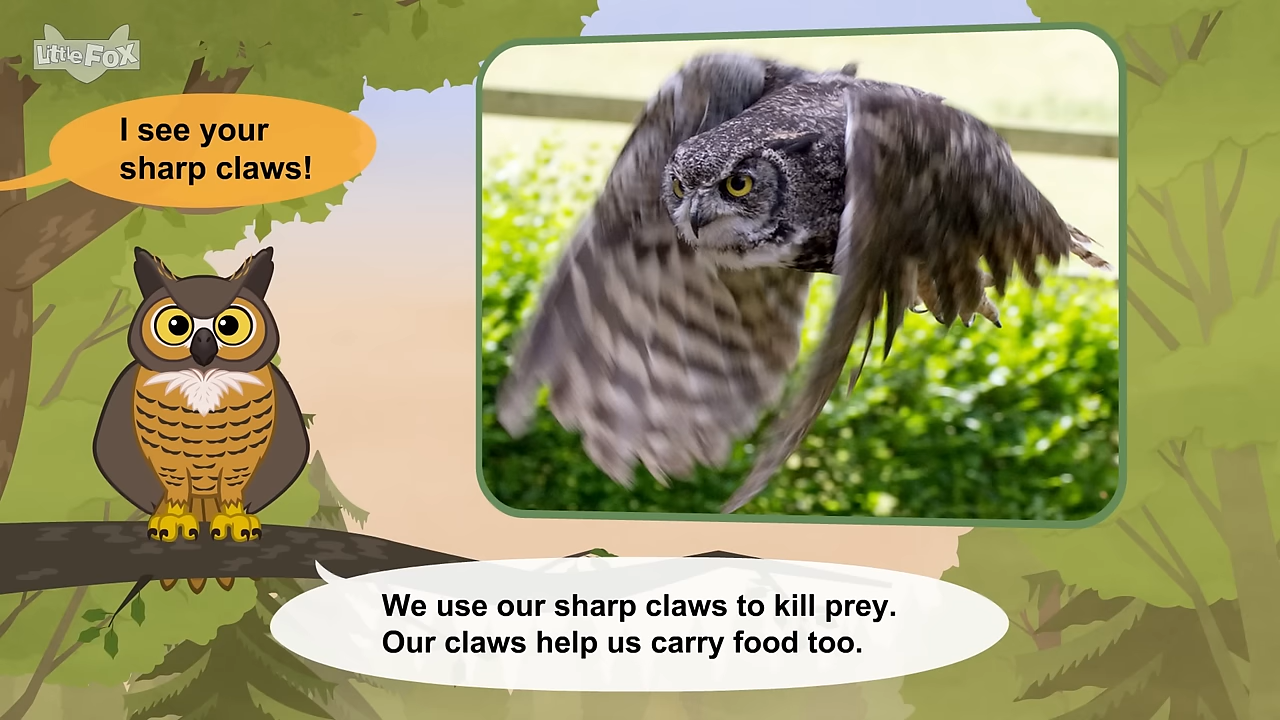 Little Fox
I see your
sharp claws!
We use our sharp claws to kill prey.
Our claws help us carry food too.